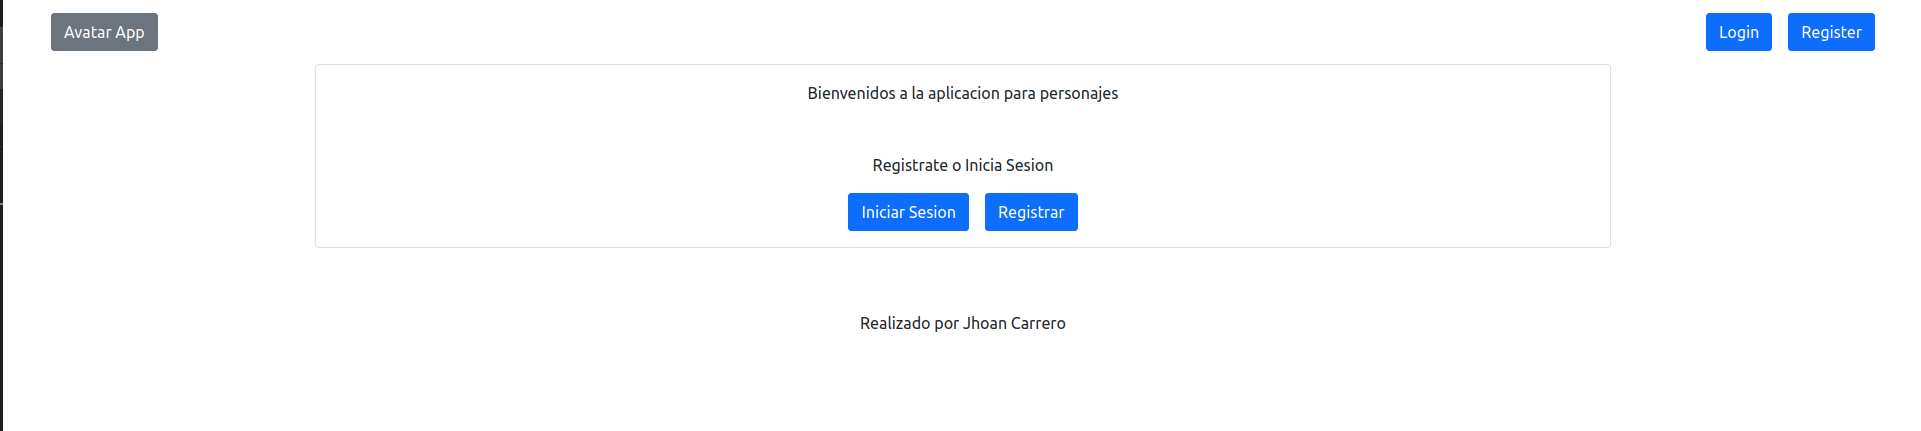 Avatar App
Login
Register
Bienvenidos a la aplicacion para personajes
Registrate o Inicia Sesion
Iniciar Sesion
Registrar
Realizado por Jhoan Carrero